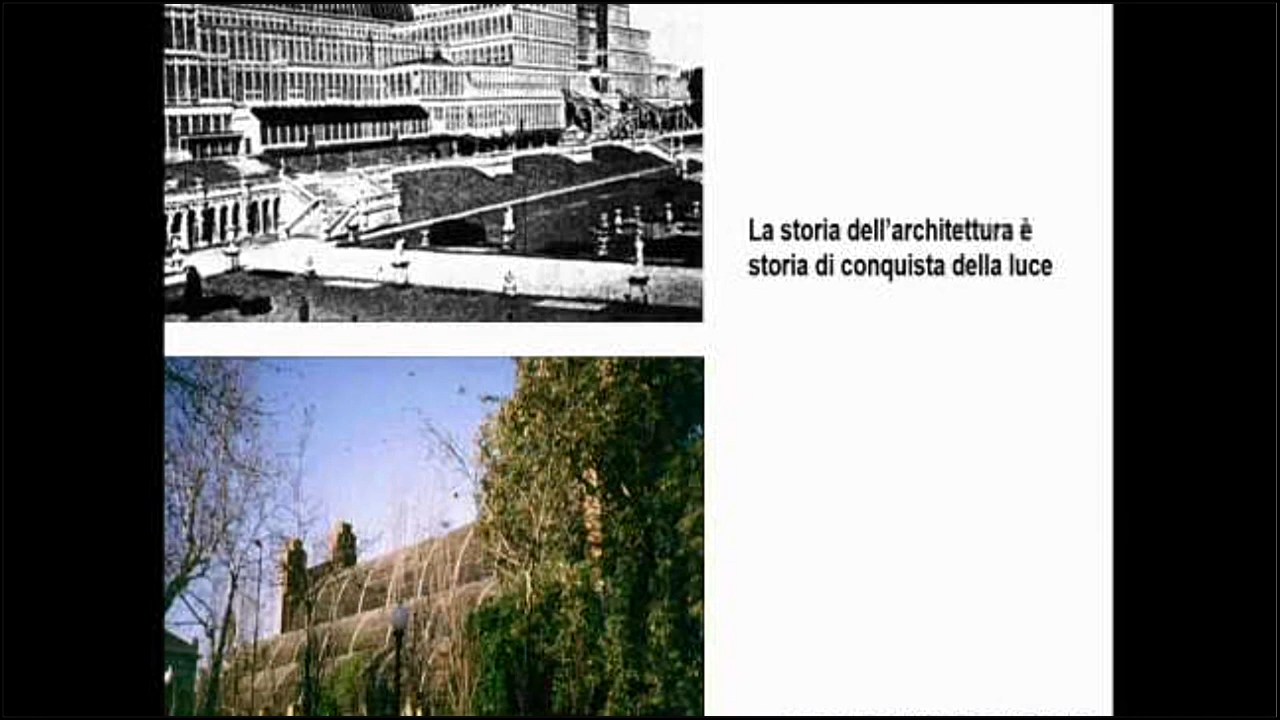 La storia dell’architettura è
storia di conquista della luce